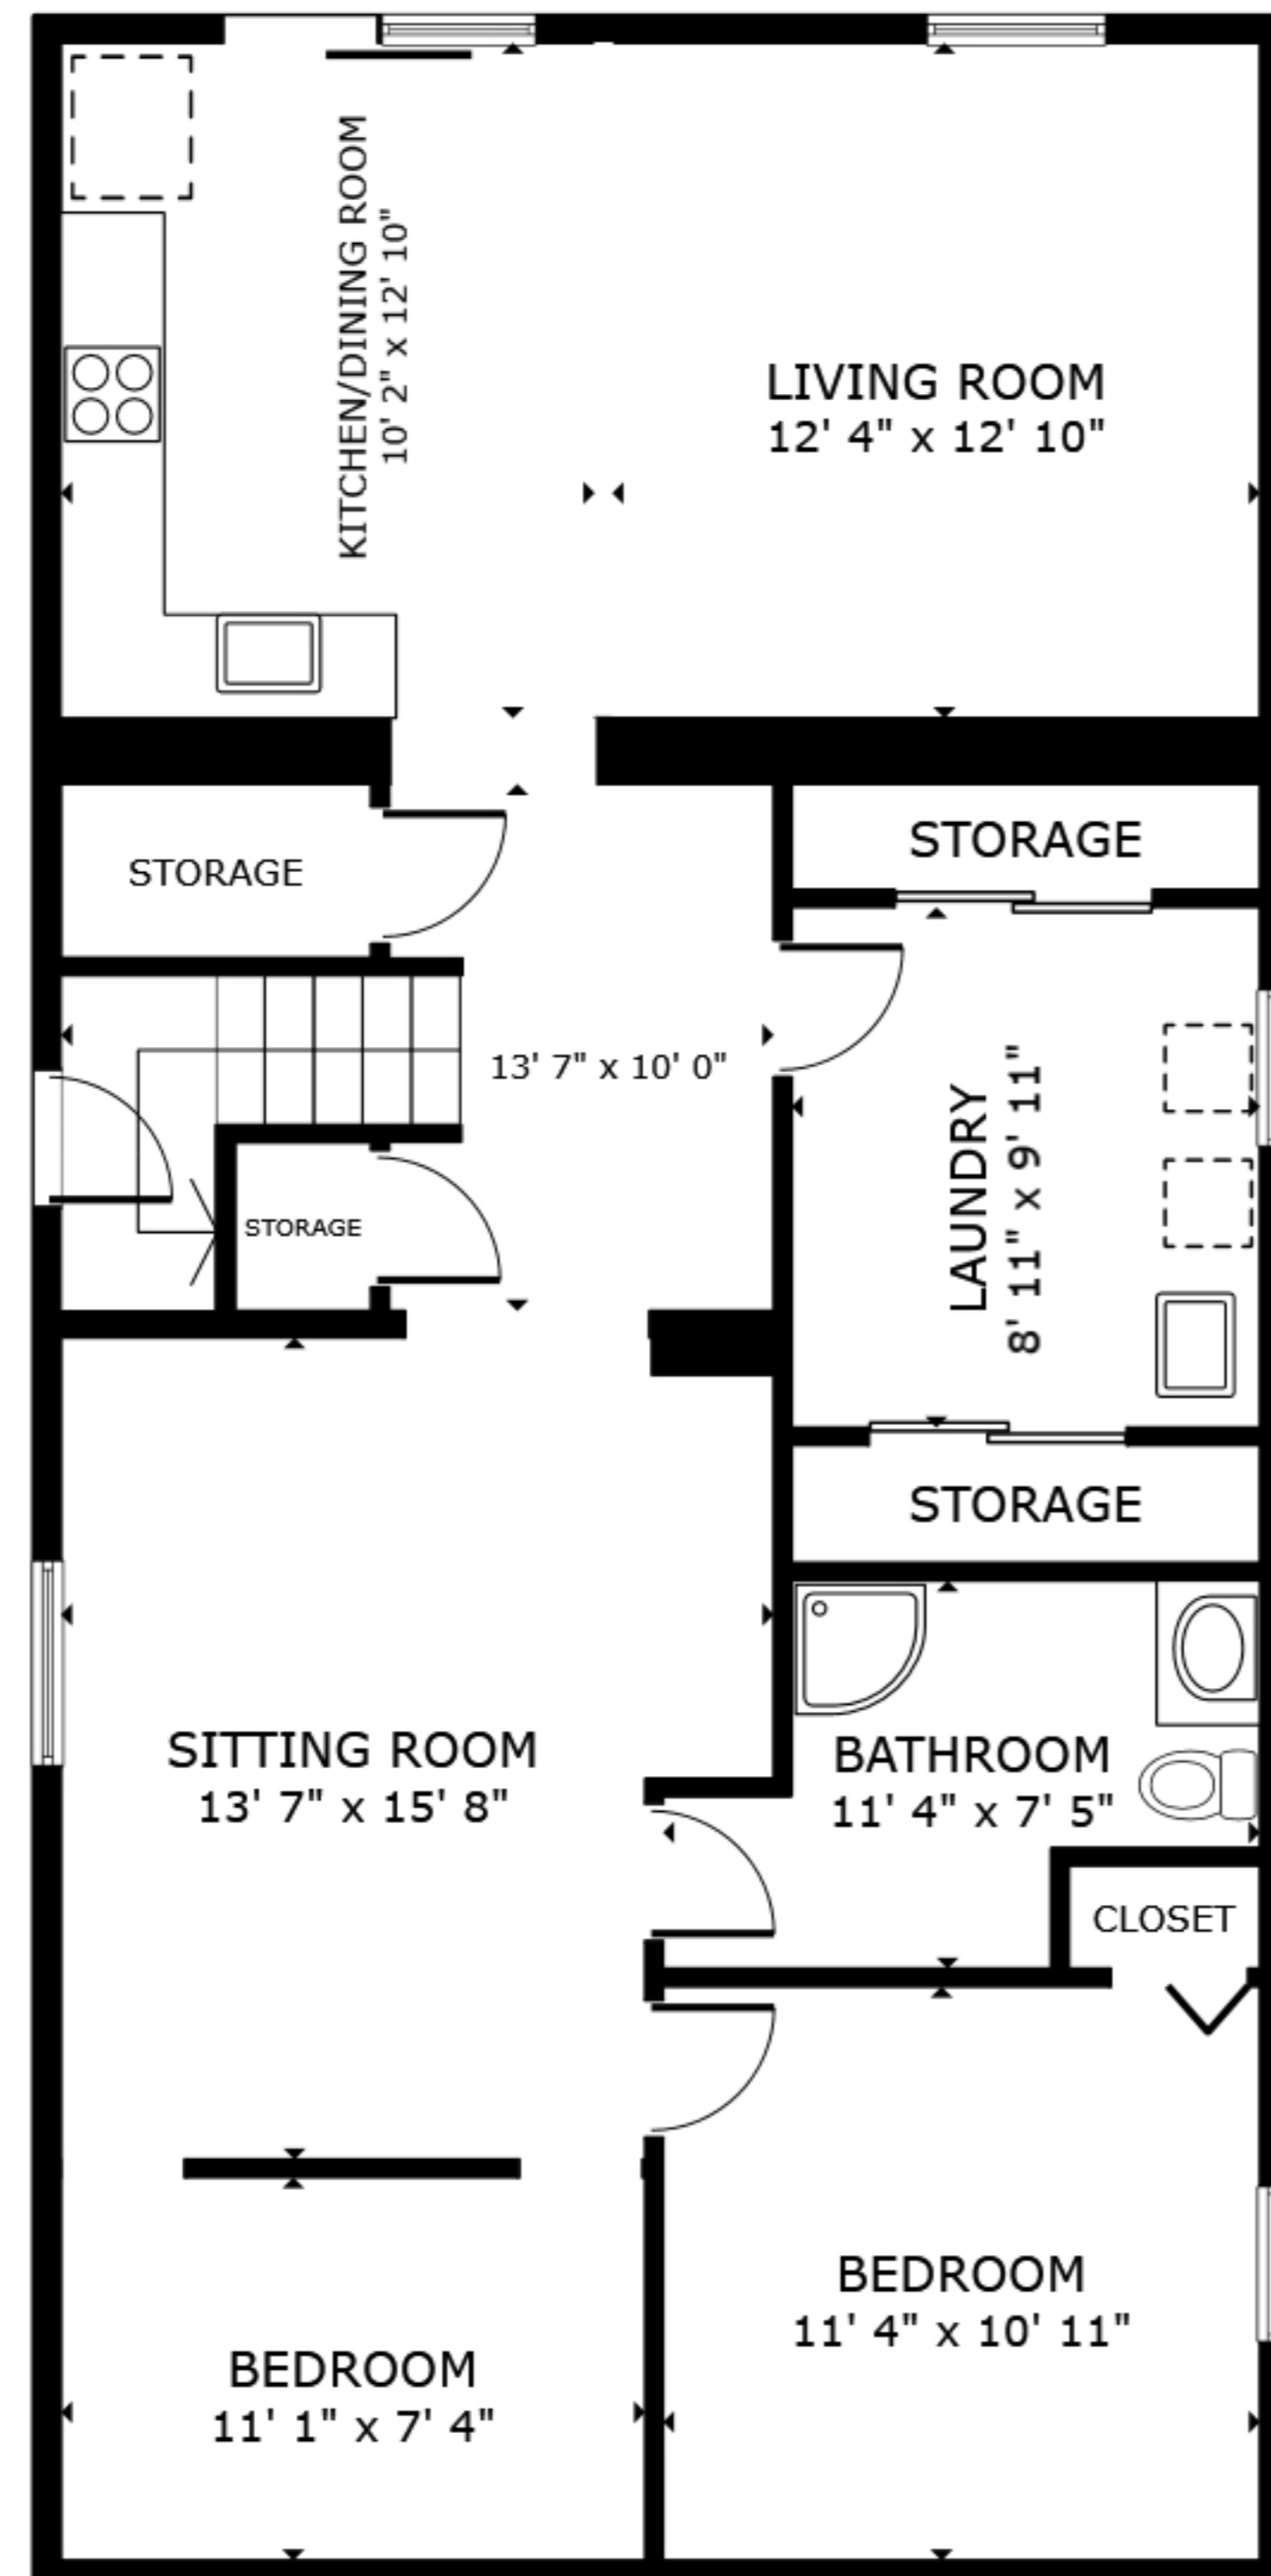 KITCHEN/DINING ROOM
10' 2" x 12' 10"
LIVING ROOM
12' 4" x 12' 10"
STORAGE
STORAGE
13' 7" x 10' 0"
LAUNDRY
8' 11" x 9' 11"
STORAGE
STORAGE
SITTING ROOM
13' 7" x 15' 8"
BATHROOM
11' 4" x 7' 5"
CLOSET
BEDROOM
11' 4" x 10' 11"
BEDROOM
11' 1" x 7' 4"